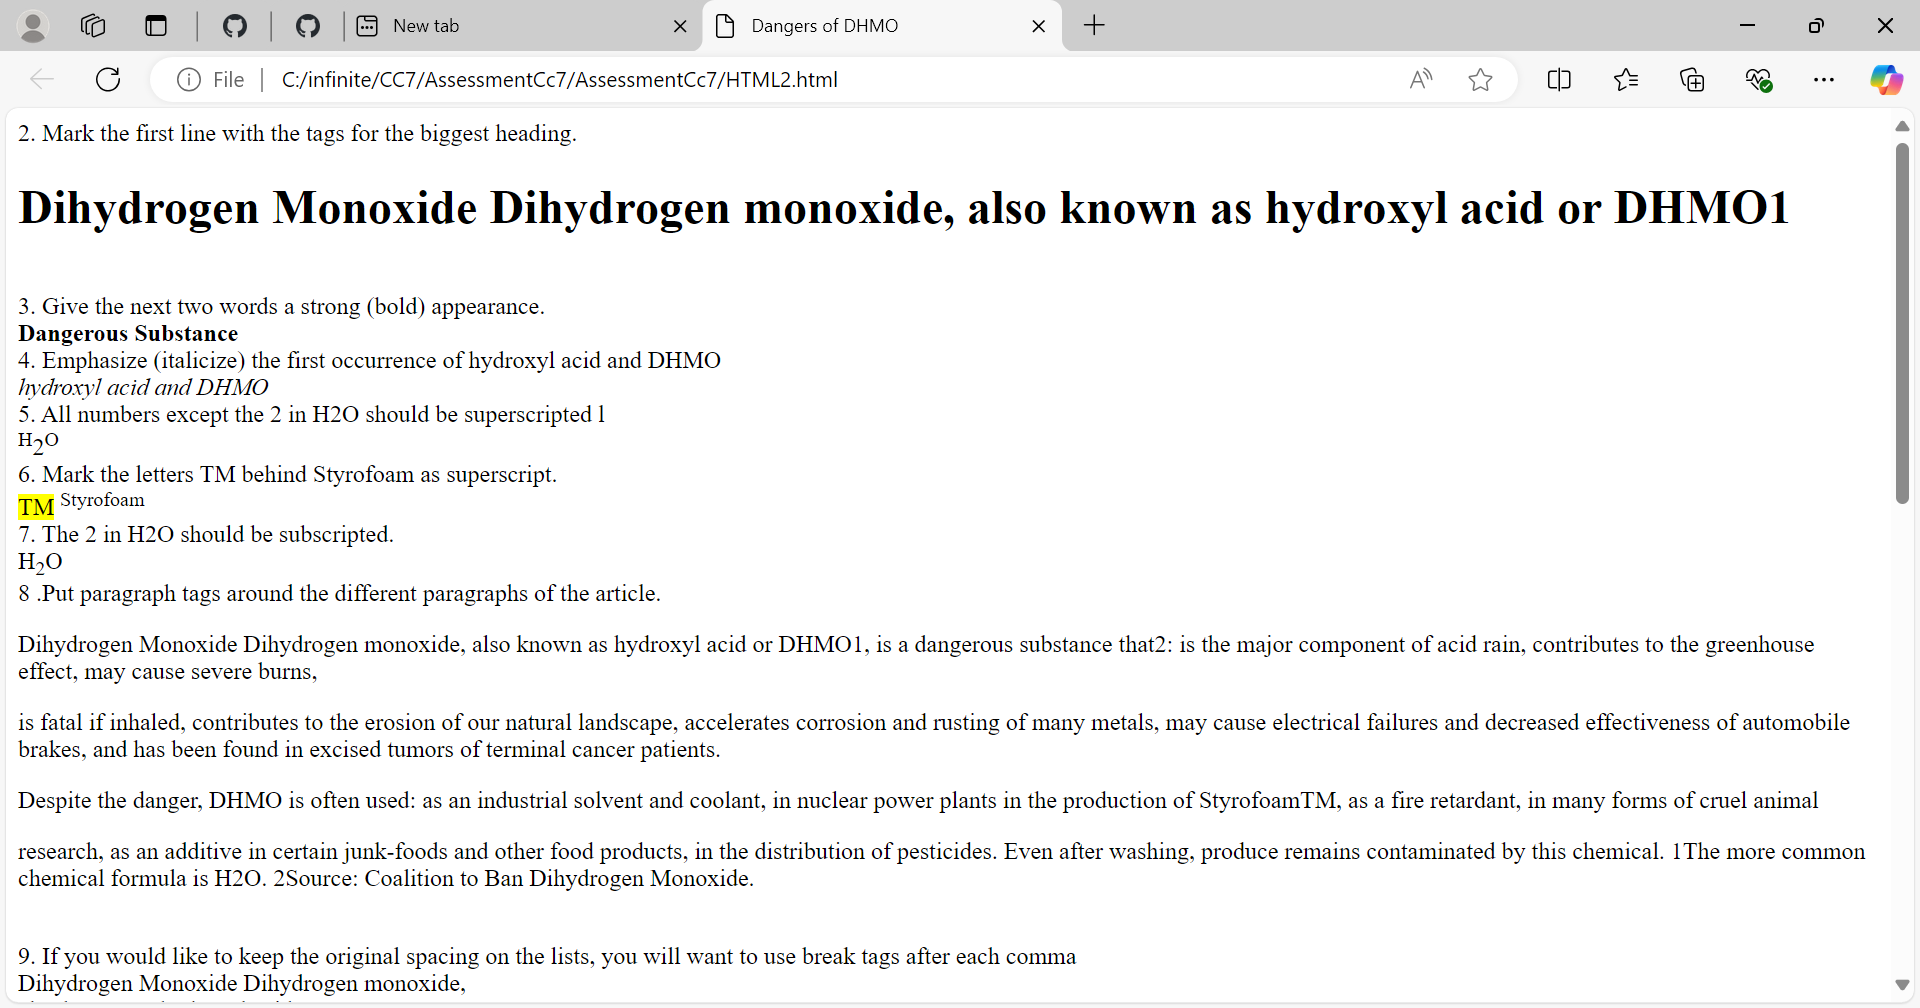 New tab
Dangers of DHMO
File
C:/infinite/CC7/AssessmentCc7/AssessmentCc7/HTML2.html
2. Mark the first line with the tags for the biggest heading.
Dihydrogen Monoxide Dihydrogen monoxide, also known as hydroxyl acid or DHMO1
3. Give the next two words a strong (bold) appearance.
Dangerous Substance
4. Emphasize (italicize) the first occurrence of hydroxyl acid and DHMO
hydroxyl acid and DHMO
5. All numbers except the 2 in H2O should be superscripted l
H2O
6. Mark the letters TM behind Styrofoam as superscript.
TM Styrofoam
7. The 2 in H2O should be subscripted.
H2O
8 .Put paragraph tags around the different paragraphs of the article.
Dihydrogen Monoxide Dihydrogen monoxide, also known as hydroxyl acid or DHMO1, is a dangerous substance that2: is the major component of acid rain, contributes to the greenhouse
effect, may cause severe burns,
is fatal if inhaled, contributes to the erosion of our natural landscape, accelerates corrosion and rusting of many metals, may cause electrical failures and decreased effectiveness of automobile
brakes, and has been found in excised tumors of terminal cancer patients.
Despite the danger, DHMO is often used: as an industrial solvent and coolant, in nuclear power plants in the production of StyrofoamTM, as a fire retardant, in many forms of cruel animal
research, as an additive in certain junk-foods and other food products, in the distribution of pesticides. Even after washing, produce remains contaminated by this chemical. 1The more common
chemical formula is H2O. 2Source: Coalition to Ban Dihydrogen Monoxide.
9. If you would like to keep the original spacing on the lists, you will want to use break tags after each comma
Dihydrogen Monoxide Dihydrogen monoxide,